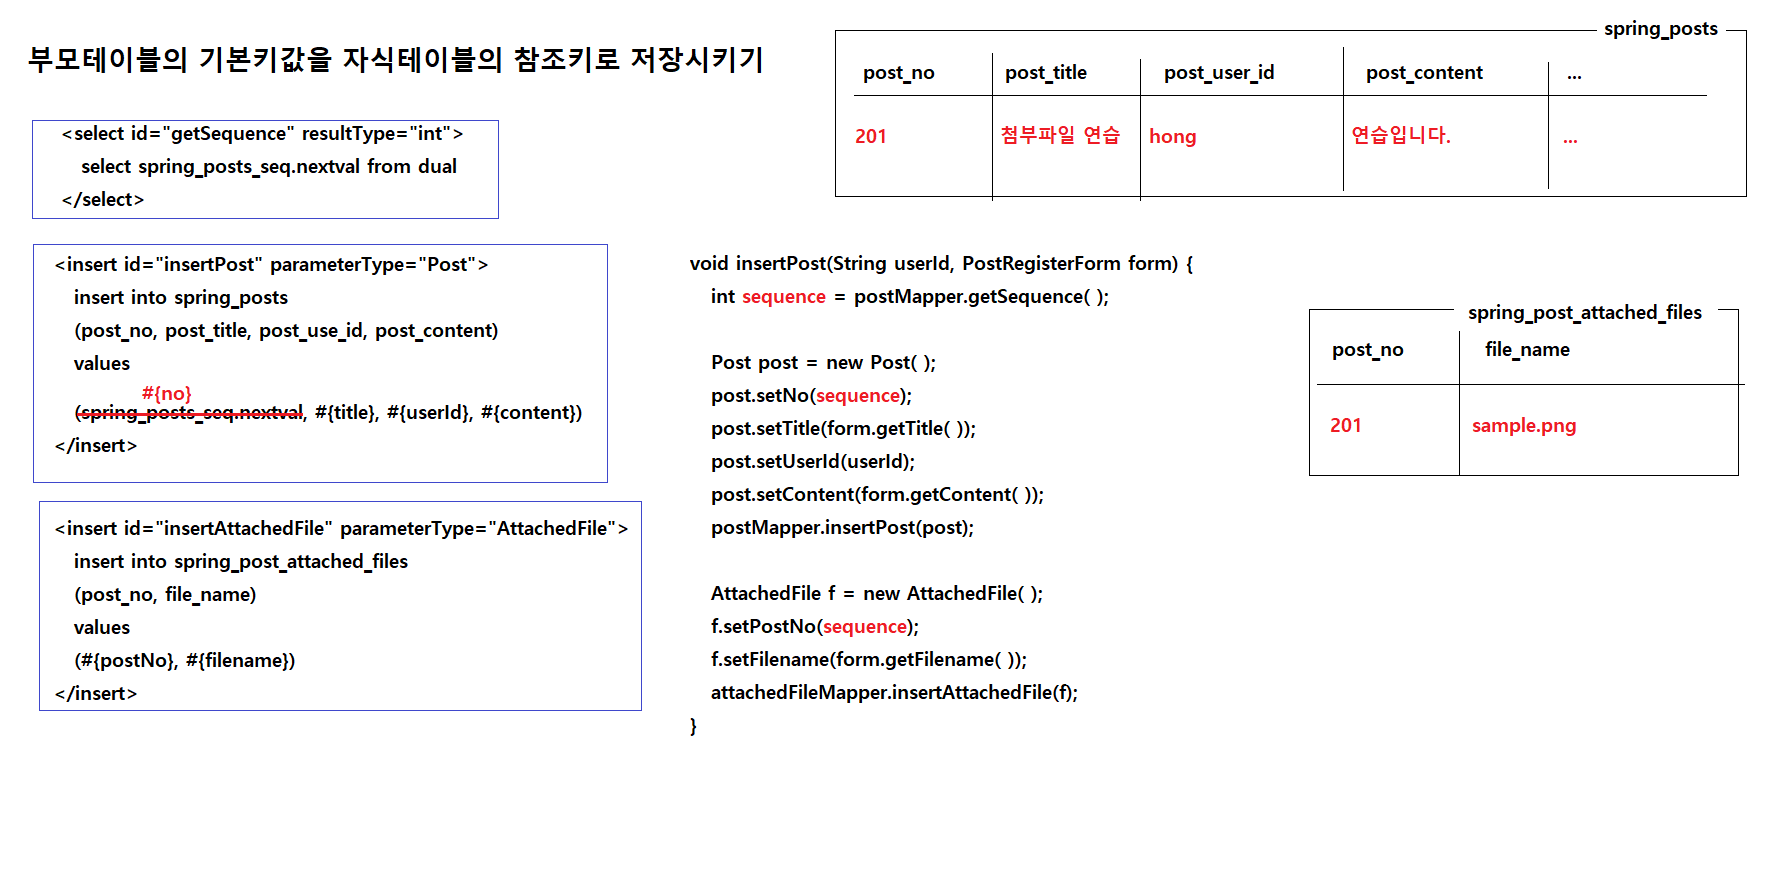 부모테이블의 기본키값을 자식테이블의 참조키로 저장시키기
<select id="getSequence" resultType="int">
select spring_posts_seq.nextval from dual
</select>
<insert id="insertPost" parameterType="Post">
insert into spring_posts
(post_no, post_title, post_use_id, post_content)
values
#{no}
(spring_posts_seq.nextval, #{title}, #{userId}, #{content})
</insert>
<insert id="insertAttachedFile" parameterType="AttachedFile">
insert into spring_post_attached_files
(post_no, file_name)
values
(#{postNo}, #{filename})
</insert>
void insertPost(String userId, PostRegisterForm form) {
int sequence = postMapper.getSequence( );
Post post = new Post( );
post.setNo(sequence);
post.setTitle(form.getTitle( ));
post.setUserId(userId);
post.setContent(form.getContent( ));
postMapper.insertPost(post);
AttachedFile f = new AttachedFile( );
f.setPostNo(sequence);
f.setFilename(form.getFilename( ));
attachedFileMapper.insertAttachedFile(f);
}
spring_posts
post_no post_title post_user_id post_content ...
201 첨부파일 연습 hong 연습입니다. ...
spring_post_attached_files
post_no file_name
201 sample.png